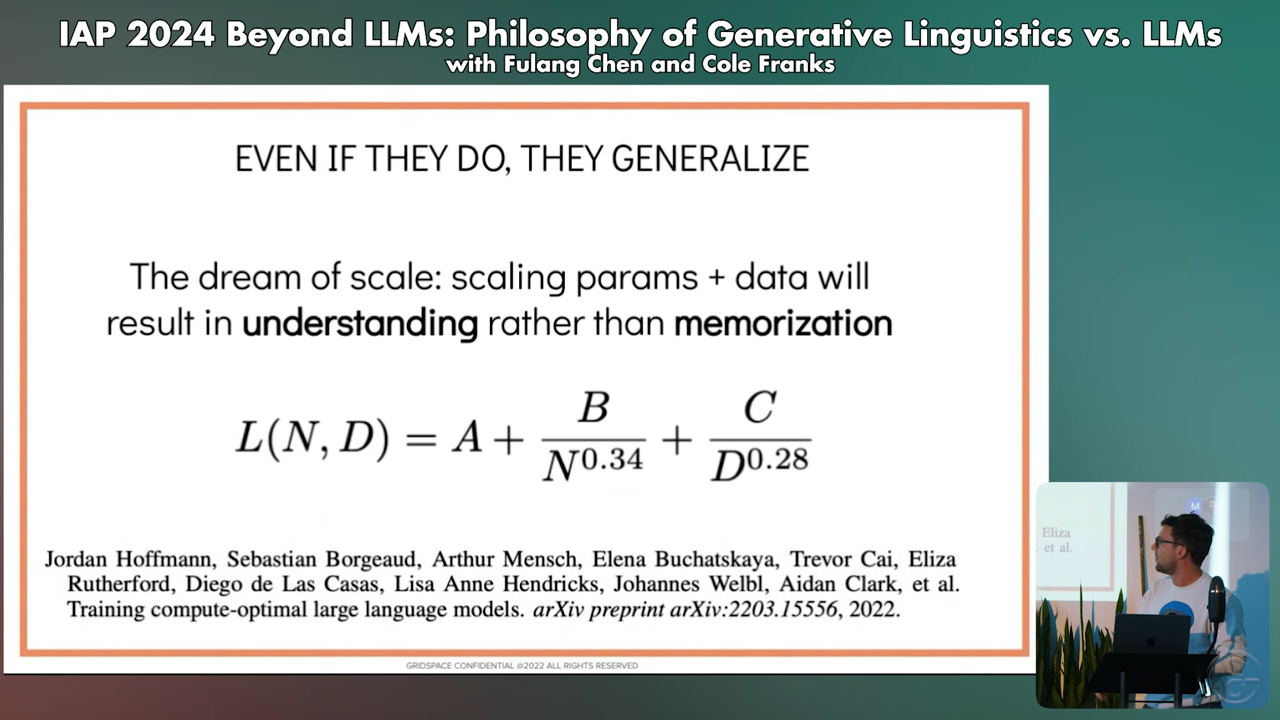 IAP 2024 Beyond LLMs: Philosophy of Generative Linguistics vs. LLMs
with Fulang Chen and Cole Franks
EVEN IF THEY DO, THEY GENERALIZE
The dream of scale: scaling params + data will
result in understanding rather than memorization
L(N, D) = A + B/N^0.34 + C/D^0.28
Jordan Hoffmann, Sebastian Borgeaud, Arthur Mensch, Elena Buchatskaya, Trevor Cai, Eliza
Rutherford, Diego de Las Casas, Lisa Anne Hendricks, Johannes Welbl, Aidan Clark, et al.
Training compute-optimal large language models. arXiv preprint arXiv:2203.15556, 2022.
GRIDSPACE CONFIDENTIAL @2022 ALL RIGHTS RESERVED
Eliza
et al.
M